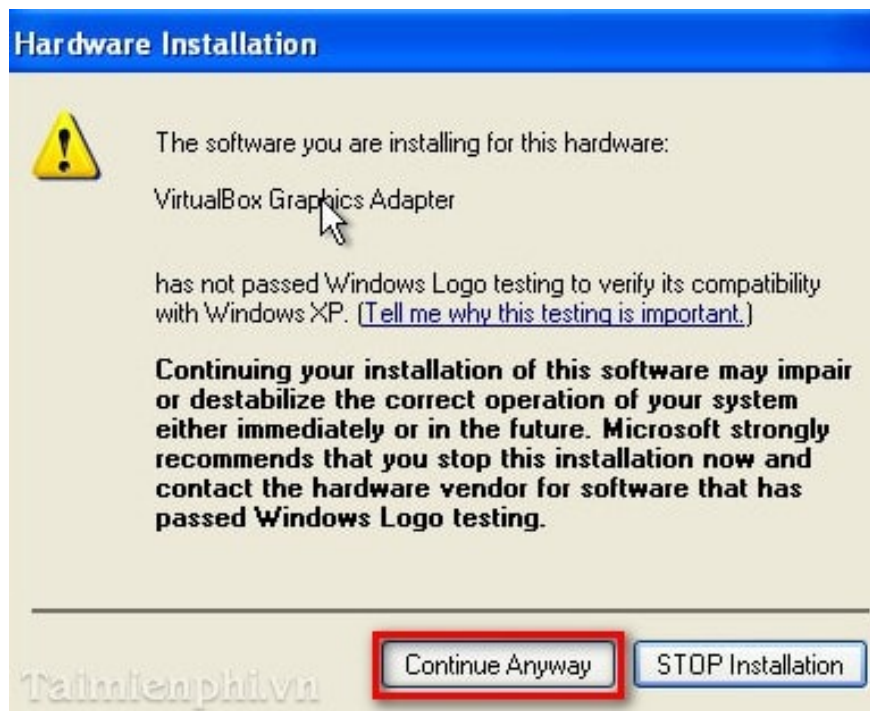 Hardware Installation
The software you are installing for this hardware:
VirtualBox Graphics Adapter
has not passed Windows Logo testing to verify its compatibility
with Windows XP. (Tell me why this testing is important.)
Continuing your installation of this software may impair
or destabilize the correct operation of your system
either immediately or in the future. Microsoft strongly
recommends that you stop this installation now and
contact the hardware vendor for software that has
passed Windows Logo testing.
Continue Anyway
STOP Installation
Taimienphi.vn